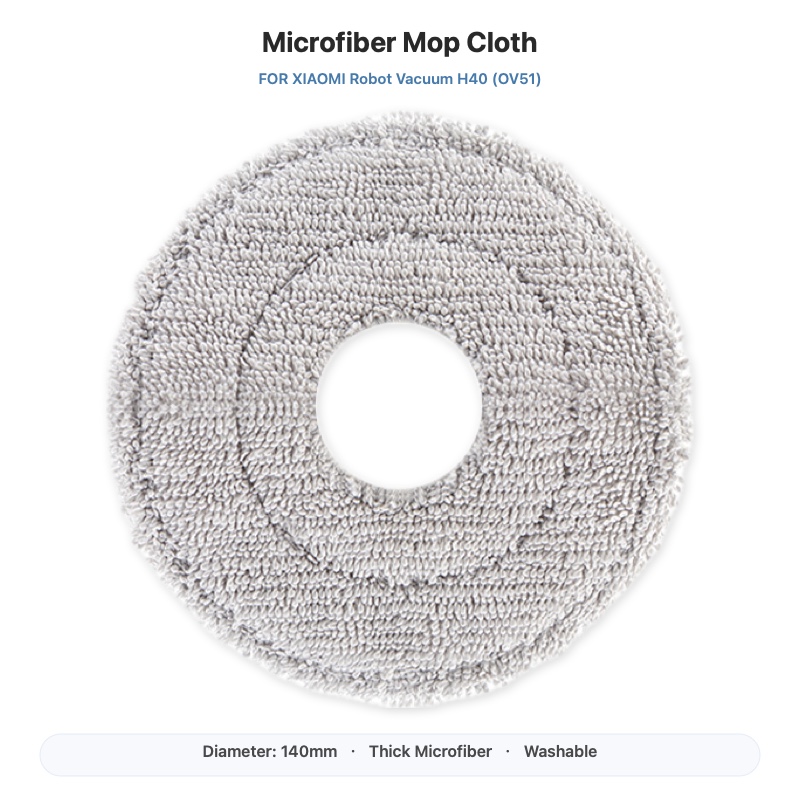 Microfiber Mop Cloth
FOR XIAOMI Robot Vacuum H40 (OV51)
Diameter: 140mm · Thick Microfiber · Washable